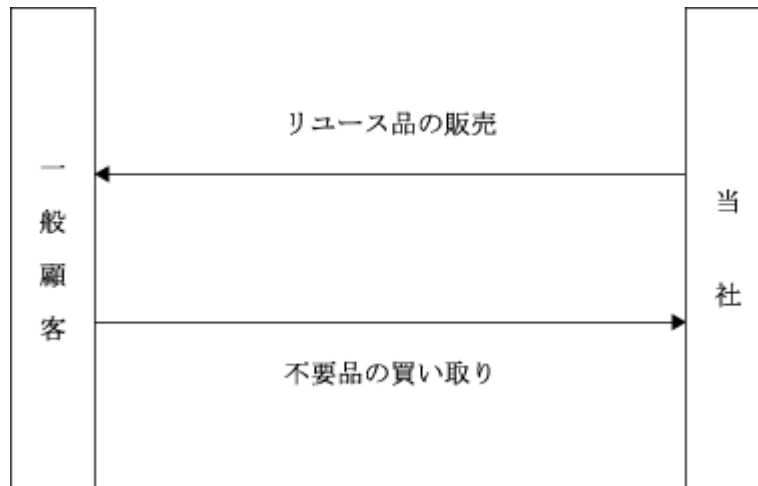 リユース品の販売
一般顧客
当社
不要品の買い取り